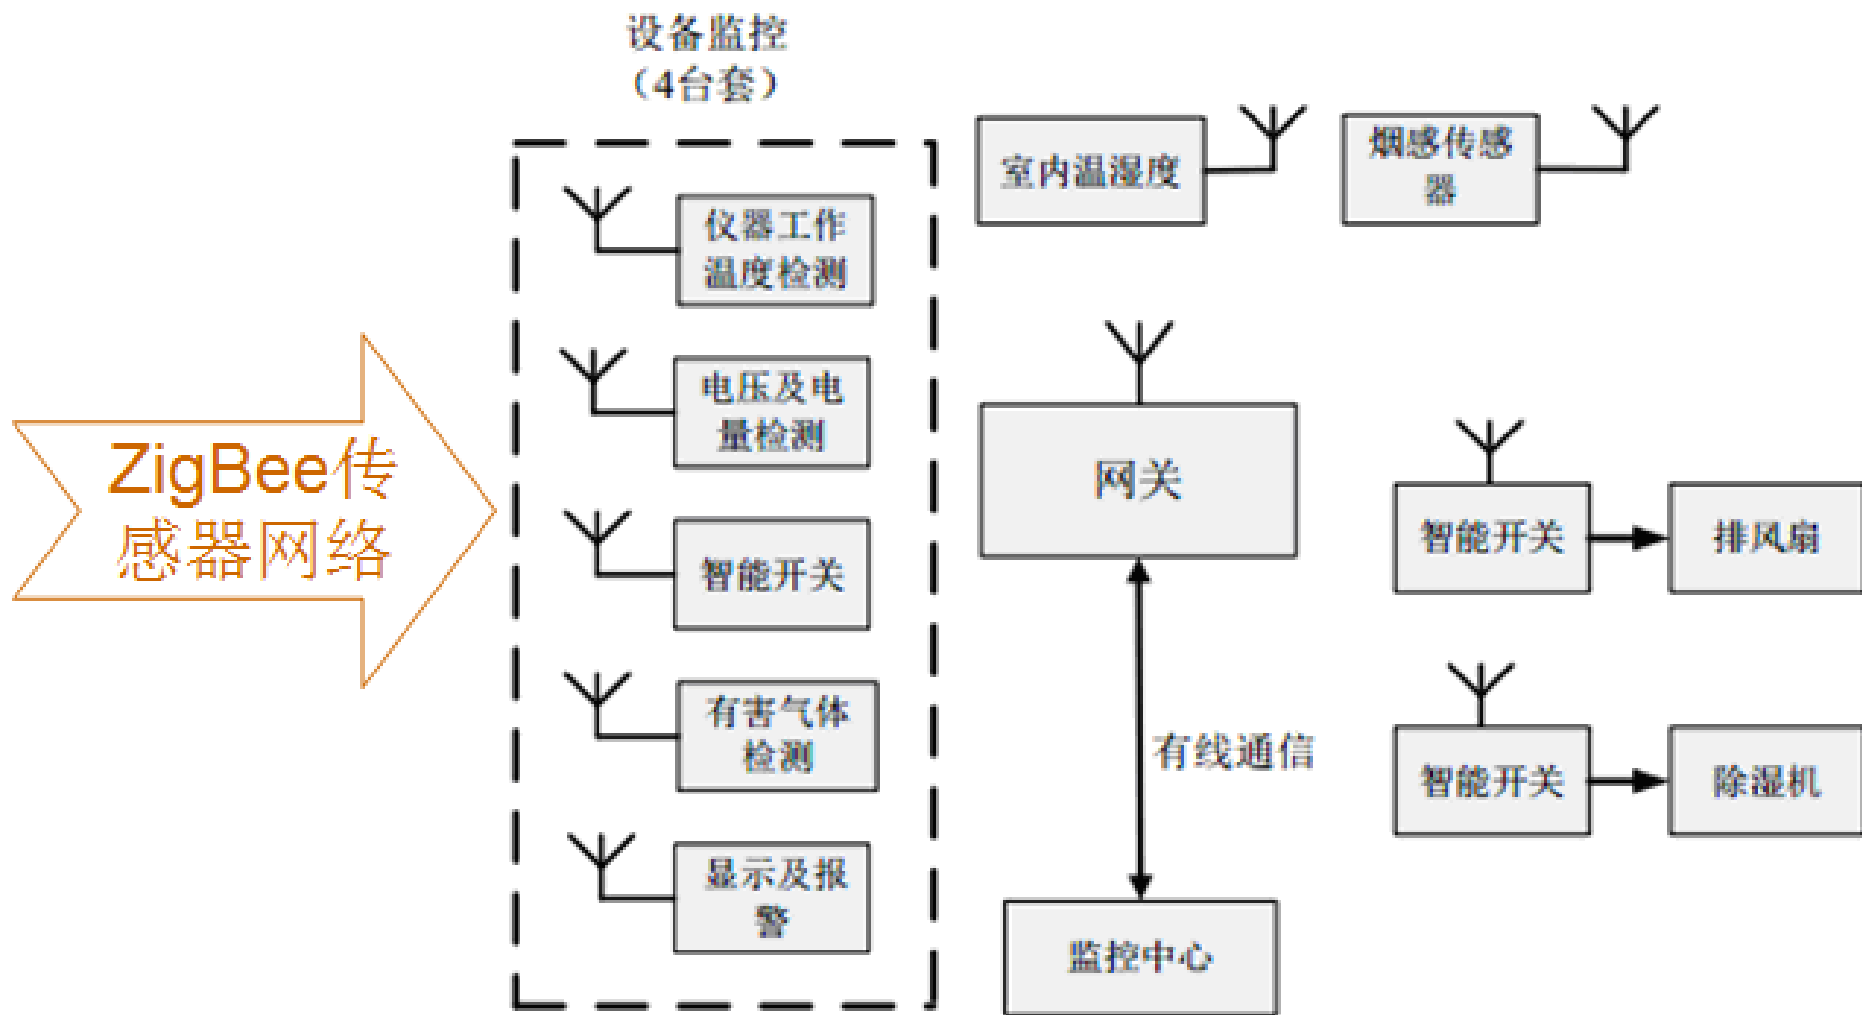 设备监控
（4台套）
室内温湿度
烟感传感
器
仪器工作
温度检测
ZigBee传
感器网络
电压及电
量检测
智能开关
有害气体
检测
显示及报
警
网关
有线通信
监控中心
智能开关
排风扇
智能开关
除湿机